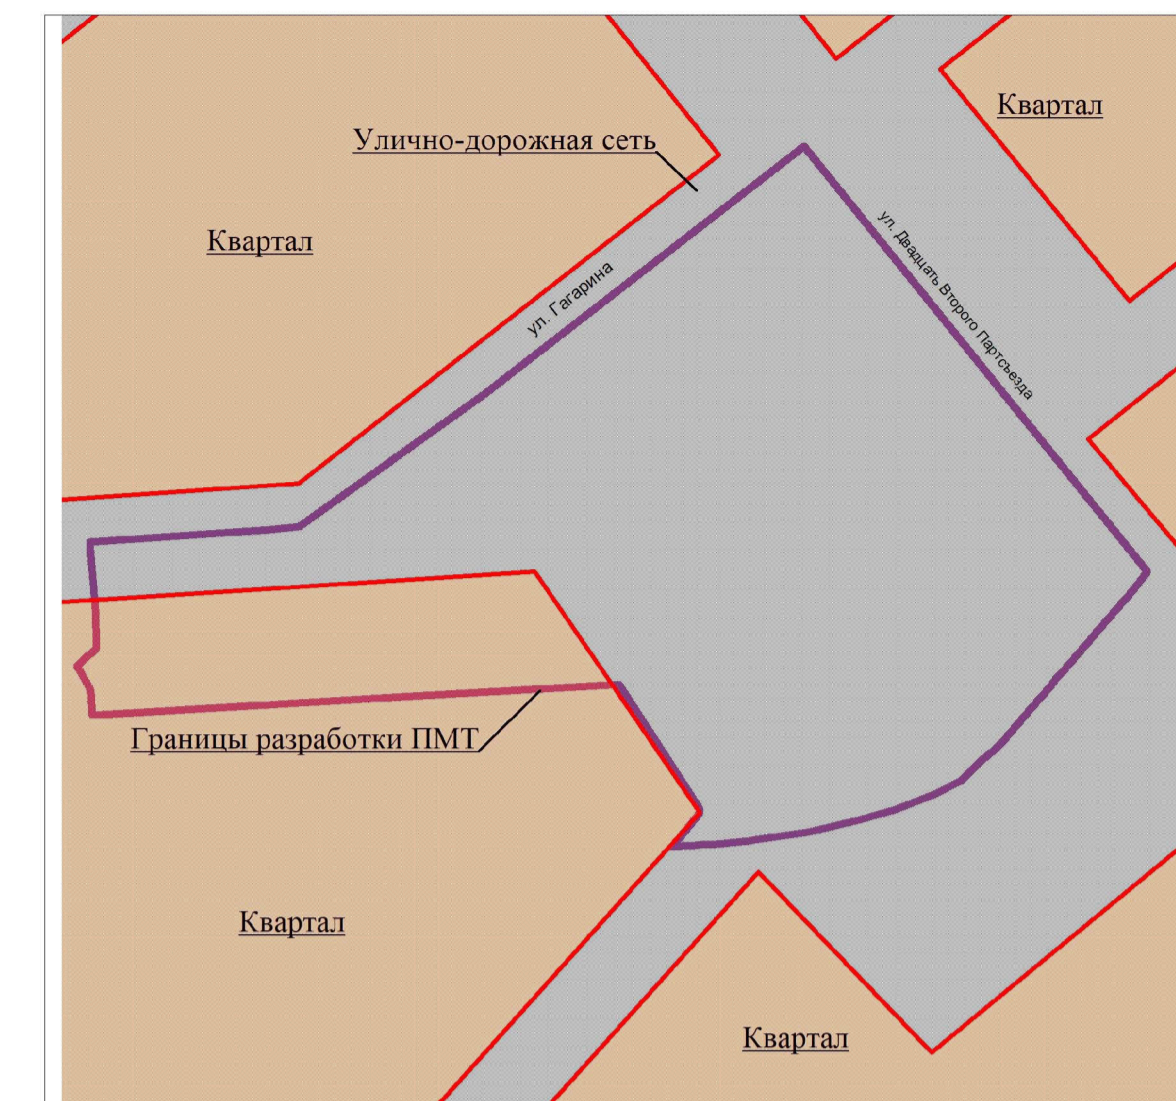 Квартал
Улично-дорожная сеть
Квартал
ул. Гагарина
ул. Двадцать Второго Партсъезда
Границы разработки ПМТ
Квартал
Квартал